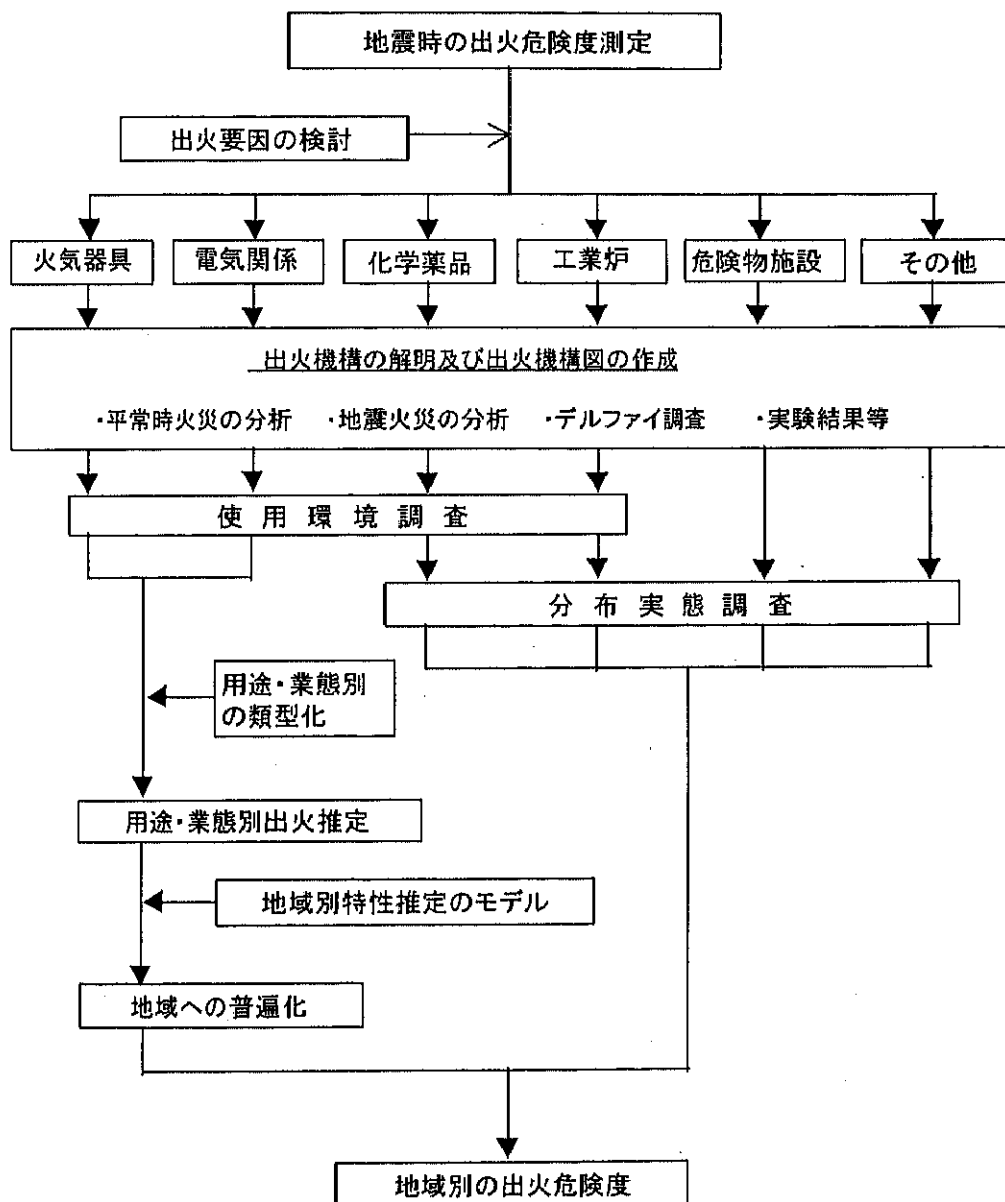 地震時の出火危険度測定
出火要因の検討
火気器具 電気関係 化学薬品 工業炉 危険物施設 その他
出火機構の解明及び出火機構図の作成
・平常時火災の分析 ・地震火災の分析 ・デルファイ調査 ・実験結果等
使用環境調査
分布実態調査
用途・業態別
の類型化
用途・業態別出火推定
地域別特性推定のモデル
地域への普遍化
地域別の出火危険度